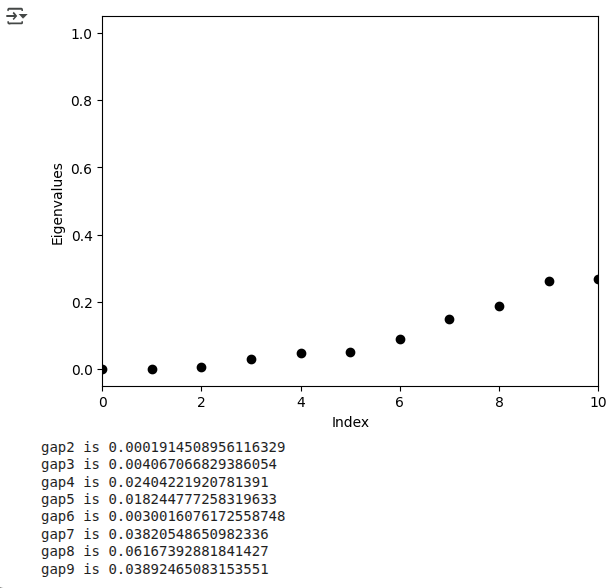 1.0
0.8
0.6
0.4
0.2
0.0
Eigenvalues
0 2 4 6 8 10
Index
gap2 is 0.0001914508956116329
gap3 is 0.004067066829386054
gap4 is 0.02404221920781391
gap5 is 0.018244777258319633
gap6 is 0.0030016076172558748
gap7 is 0.03820548650982336
gap8 is 0.06167392881841427
gap9 is 0.03892465083153551